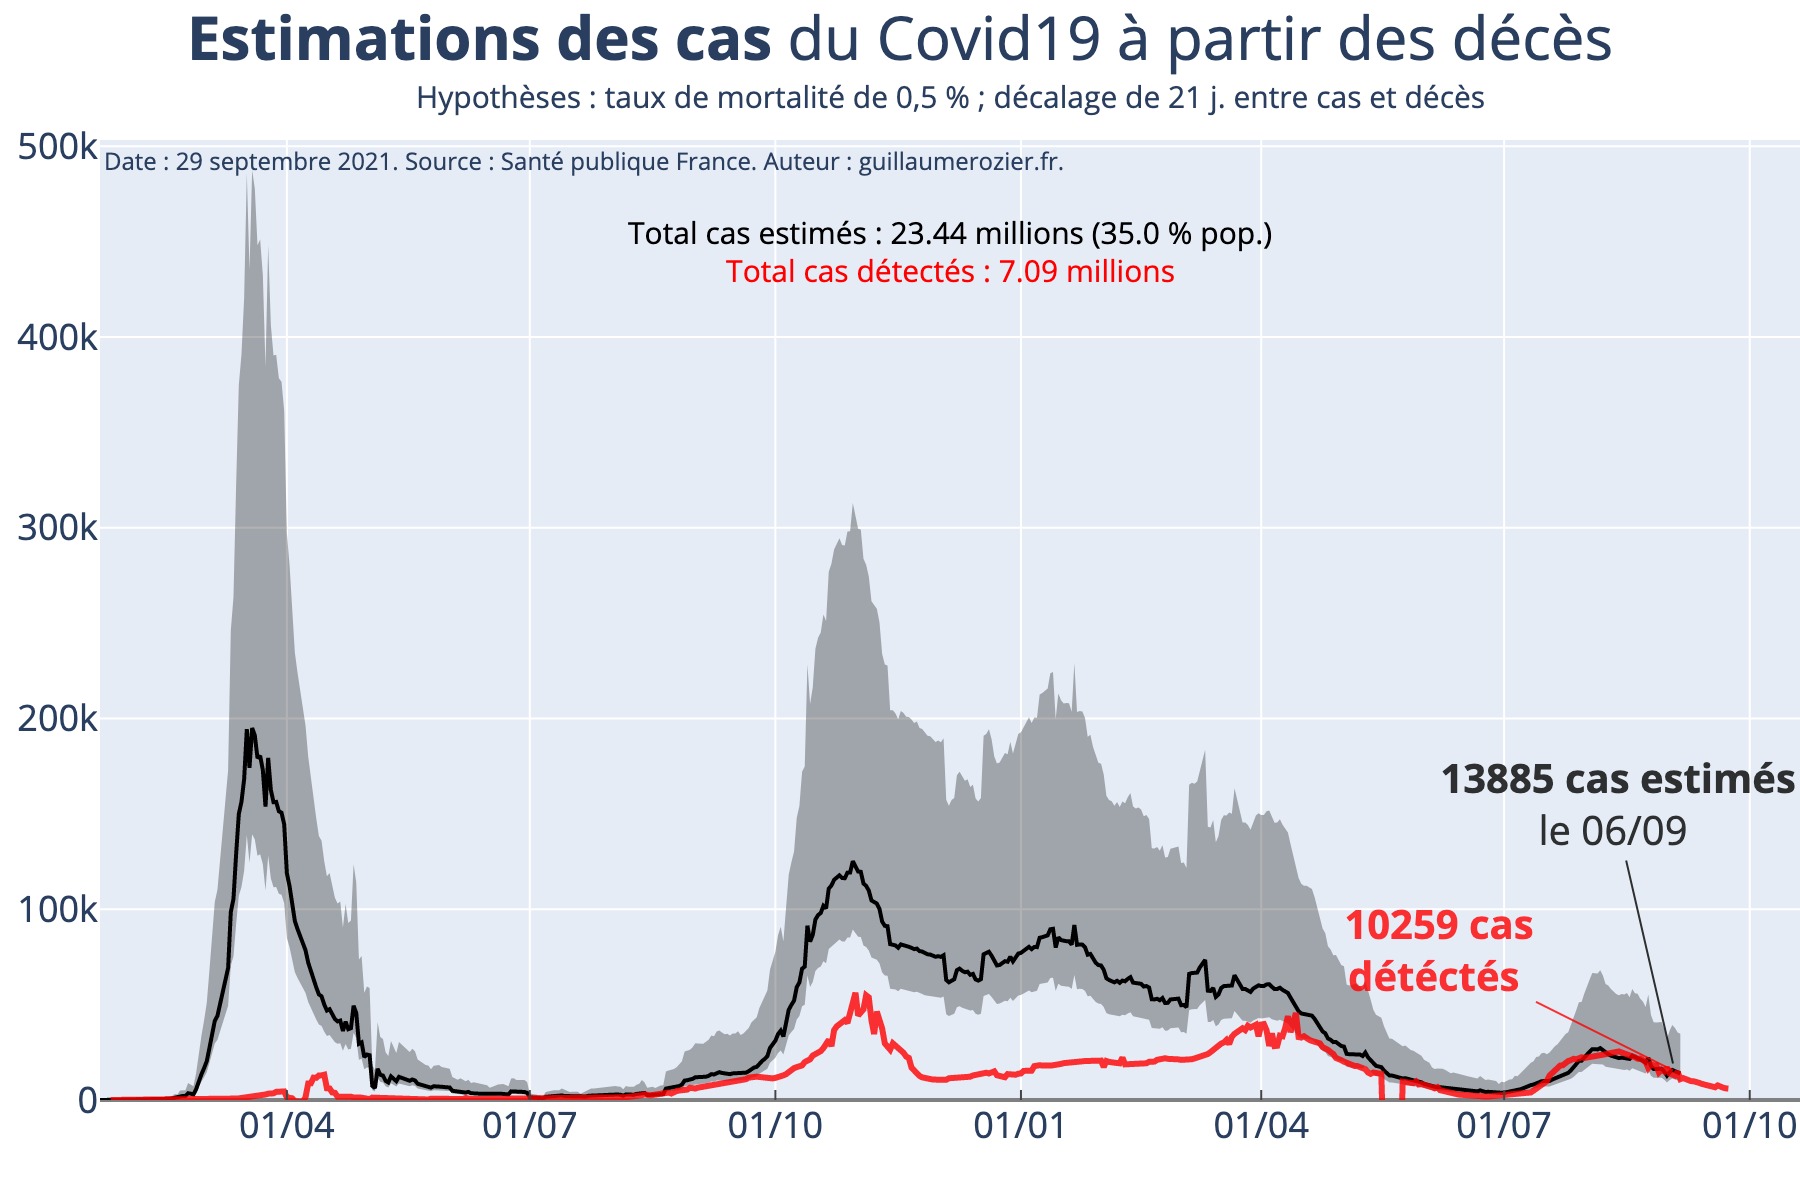 Estimations des cas du Covid19 à partir des décès
Hypothèses : taux de mortalité de 0,5 % ; décalage de 21 j. entre cas et décès
500k
Date : 29 septembre 2021. Source : Santé publique France. Auteur : guillaumerozier.fr.
Total cas estimés : 23.44 millions (35.0 % pop.)
Total cas détectés : 7.09 millions
400k
300k
200k
13885 cas estimés
le 06/09
100k
10259 cas
détéctés
0
01/04
01/07
01/10
01/01
01/04
01/07
01/10